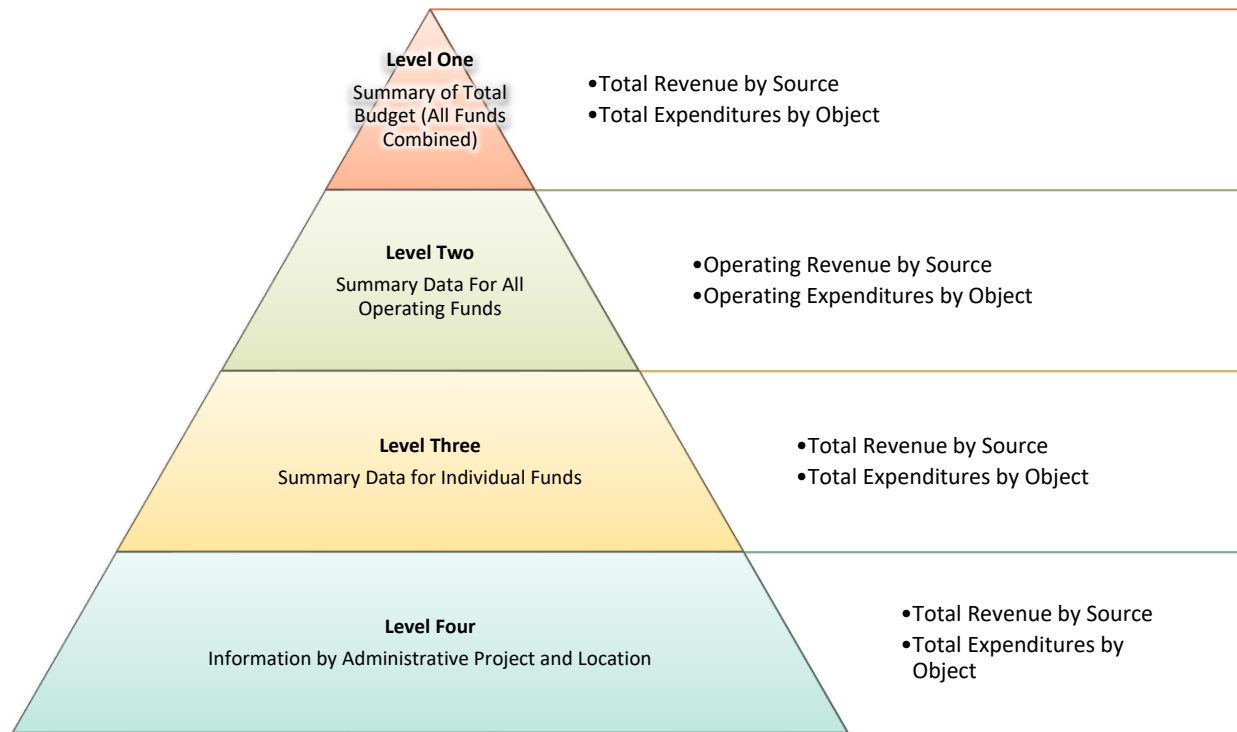 Level One
Summary of Total
Budget (All Funds
Combined)
•Total Revenue by Source
•Total Expenditures by Object
Level Two
Summary Data For All
Operating Funds
•Operating Revenue by Source
•Operating Expenditures by Object
Level Three
Summary Data for Individual Funds
•Total Revenue by Source
•Total Expenditures by Object
Level Four
Information by Administrative Project and Location
•Total Revenue by Source
•Total Expenditures by
Object